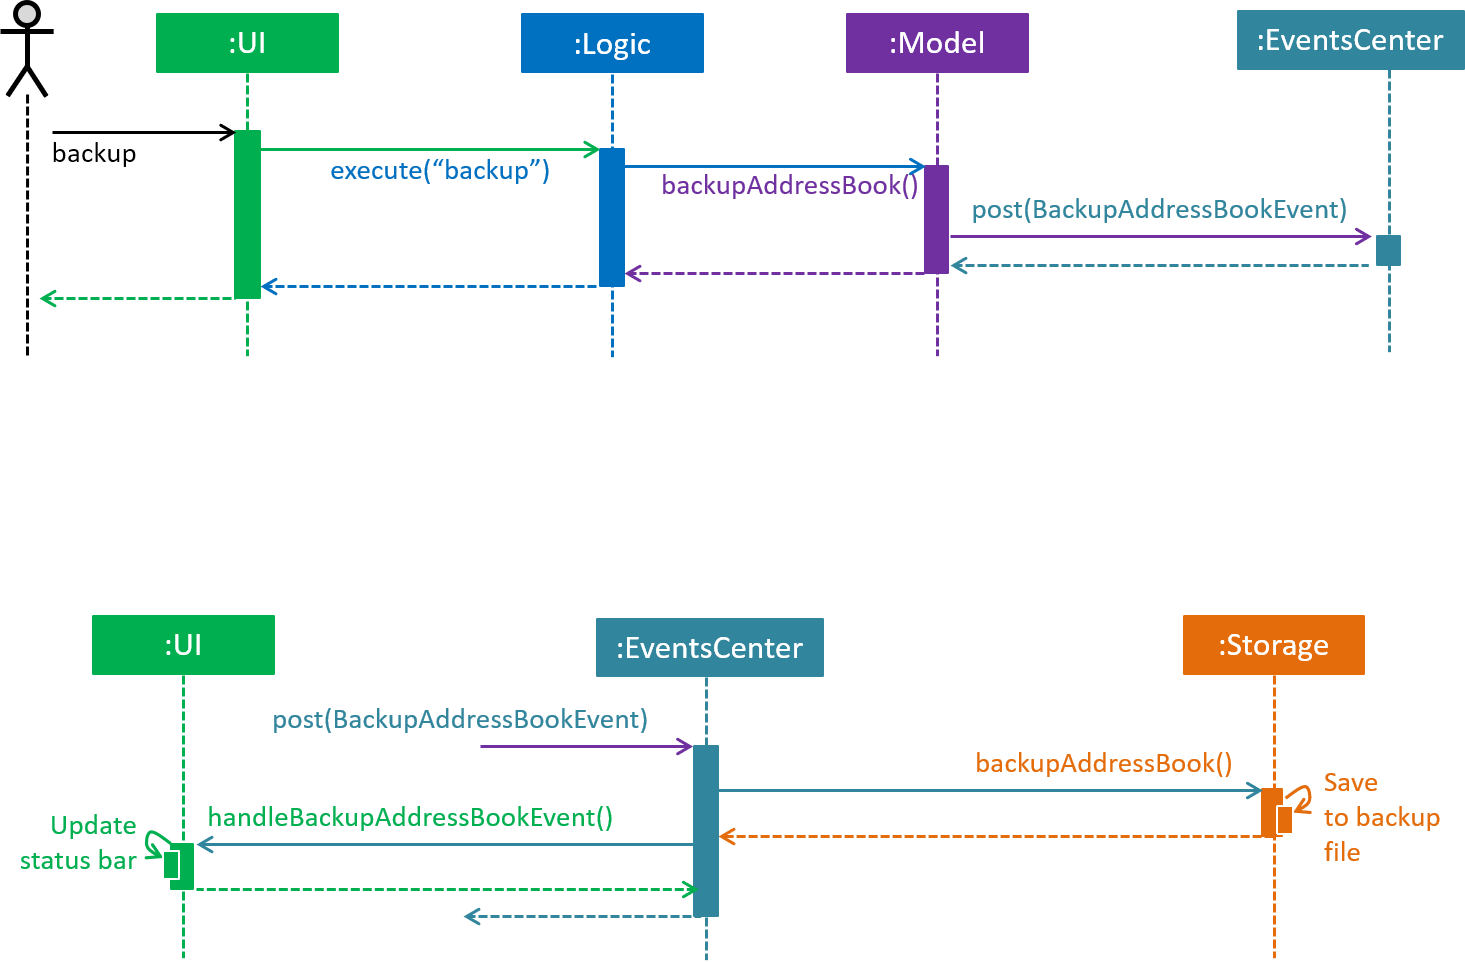 :UI
:Logic
:Model
:EventsCenter
backup
execute(“backup”)
backupAddressBook()
post(BackupAddressBookEvent)
:UI
:EventsCenter
:Storage
post(BackupAddressBookEvent)
backupAddressBook()
Save
to backup
file
handleBackupAddressBookEvent()
Update
status bar